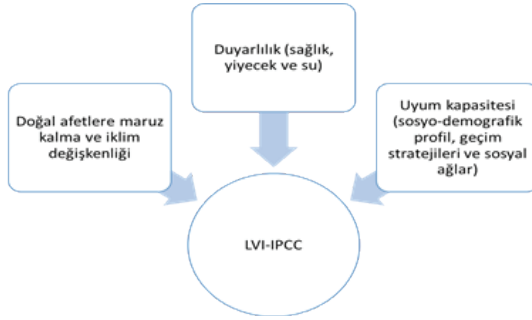 Duyarlılık (sağlık,
yiyecek ve su)
Doğal afetlere maruz
kalma ve iklim
değişkenliği
Uyum kapasitesi
(sosyo-demografik
profil, geçim
stratejileri ve sosyal
ağlar)
LVI-IPCC